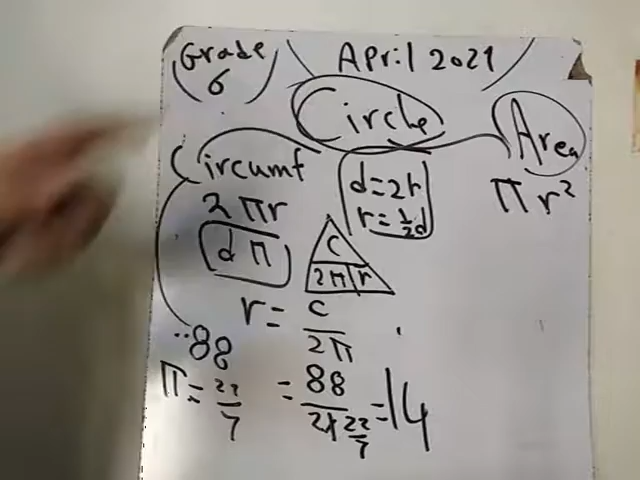 Grade
6
April 2021
Circle
Circumf
Area
2πr
dπ
d=2r
r=½d
πr²
C
2π r
r= C/2π
88
π= 22/7
= 88/2×22/7 =14